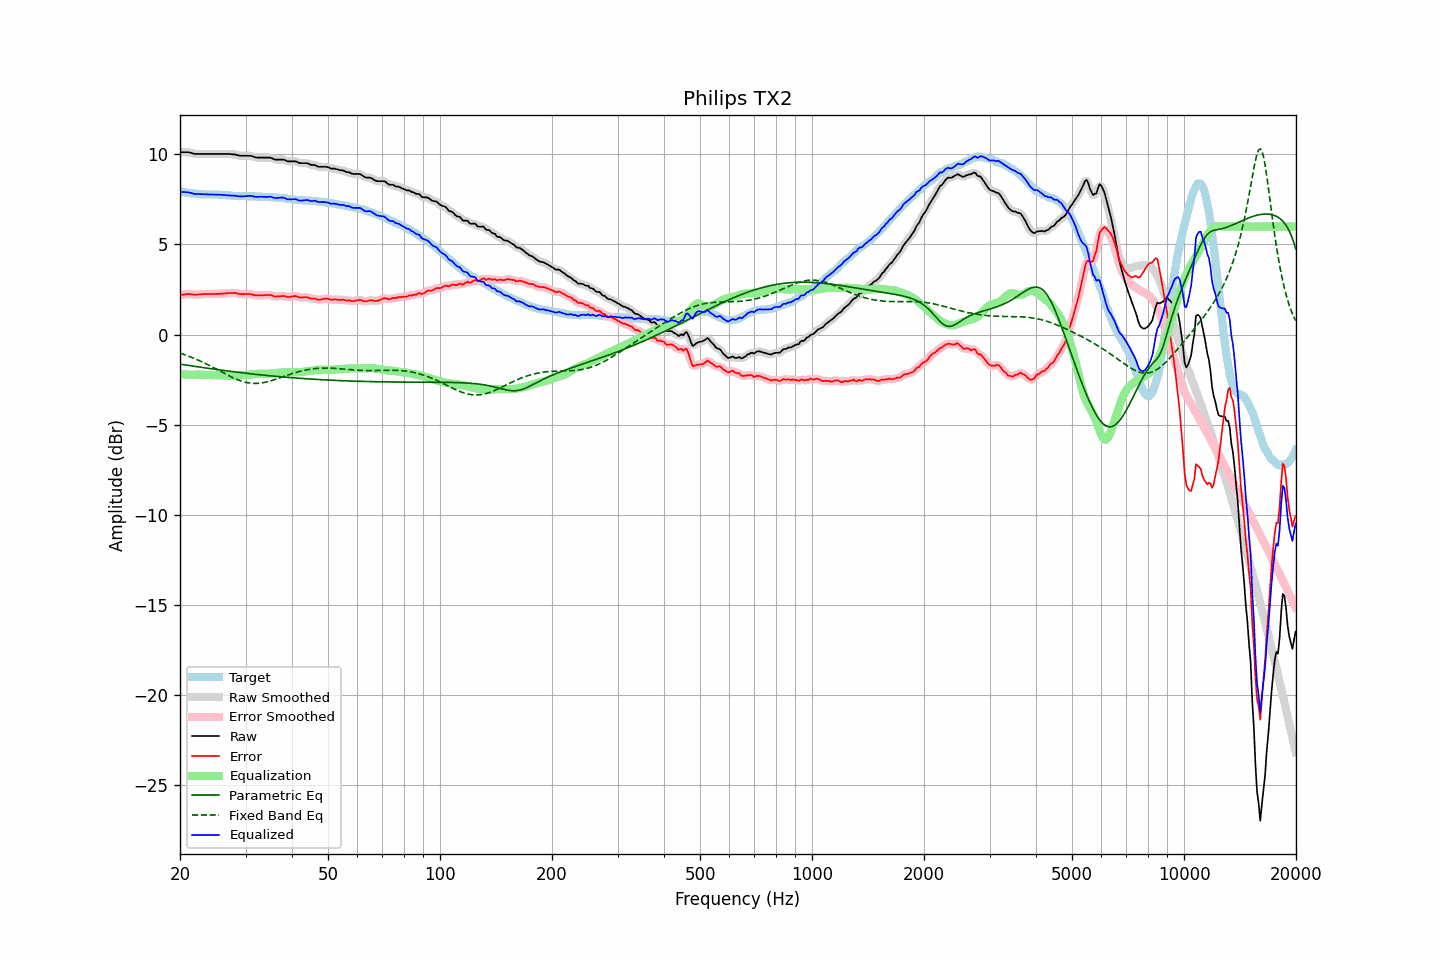 Philips TX2
Amplitude (dBr)
10
5
0
−5
−10
−15
−20
−25
Target
Raw Smoothed
Error Smoothed
Raw
Error
Equalization
Parametric Eq
Fixed Band Eq
Equalized
20 50 100 200 500 1000 2000 5000 10000 20000
Frequency (Hz)